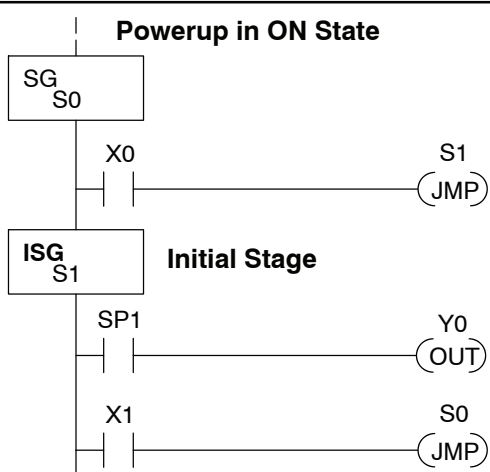 Powerup in ON State
SG
S0
X0
S1
JMP
ISG
S1
Initial Stage
SP1
Y0
OUT
X1
S0
JMP